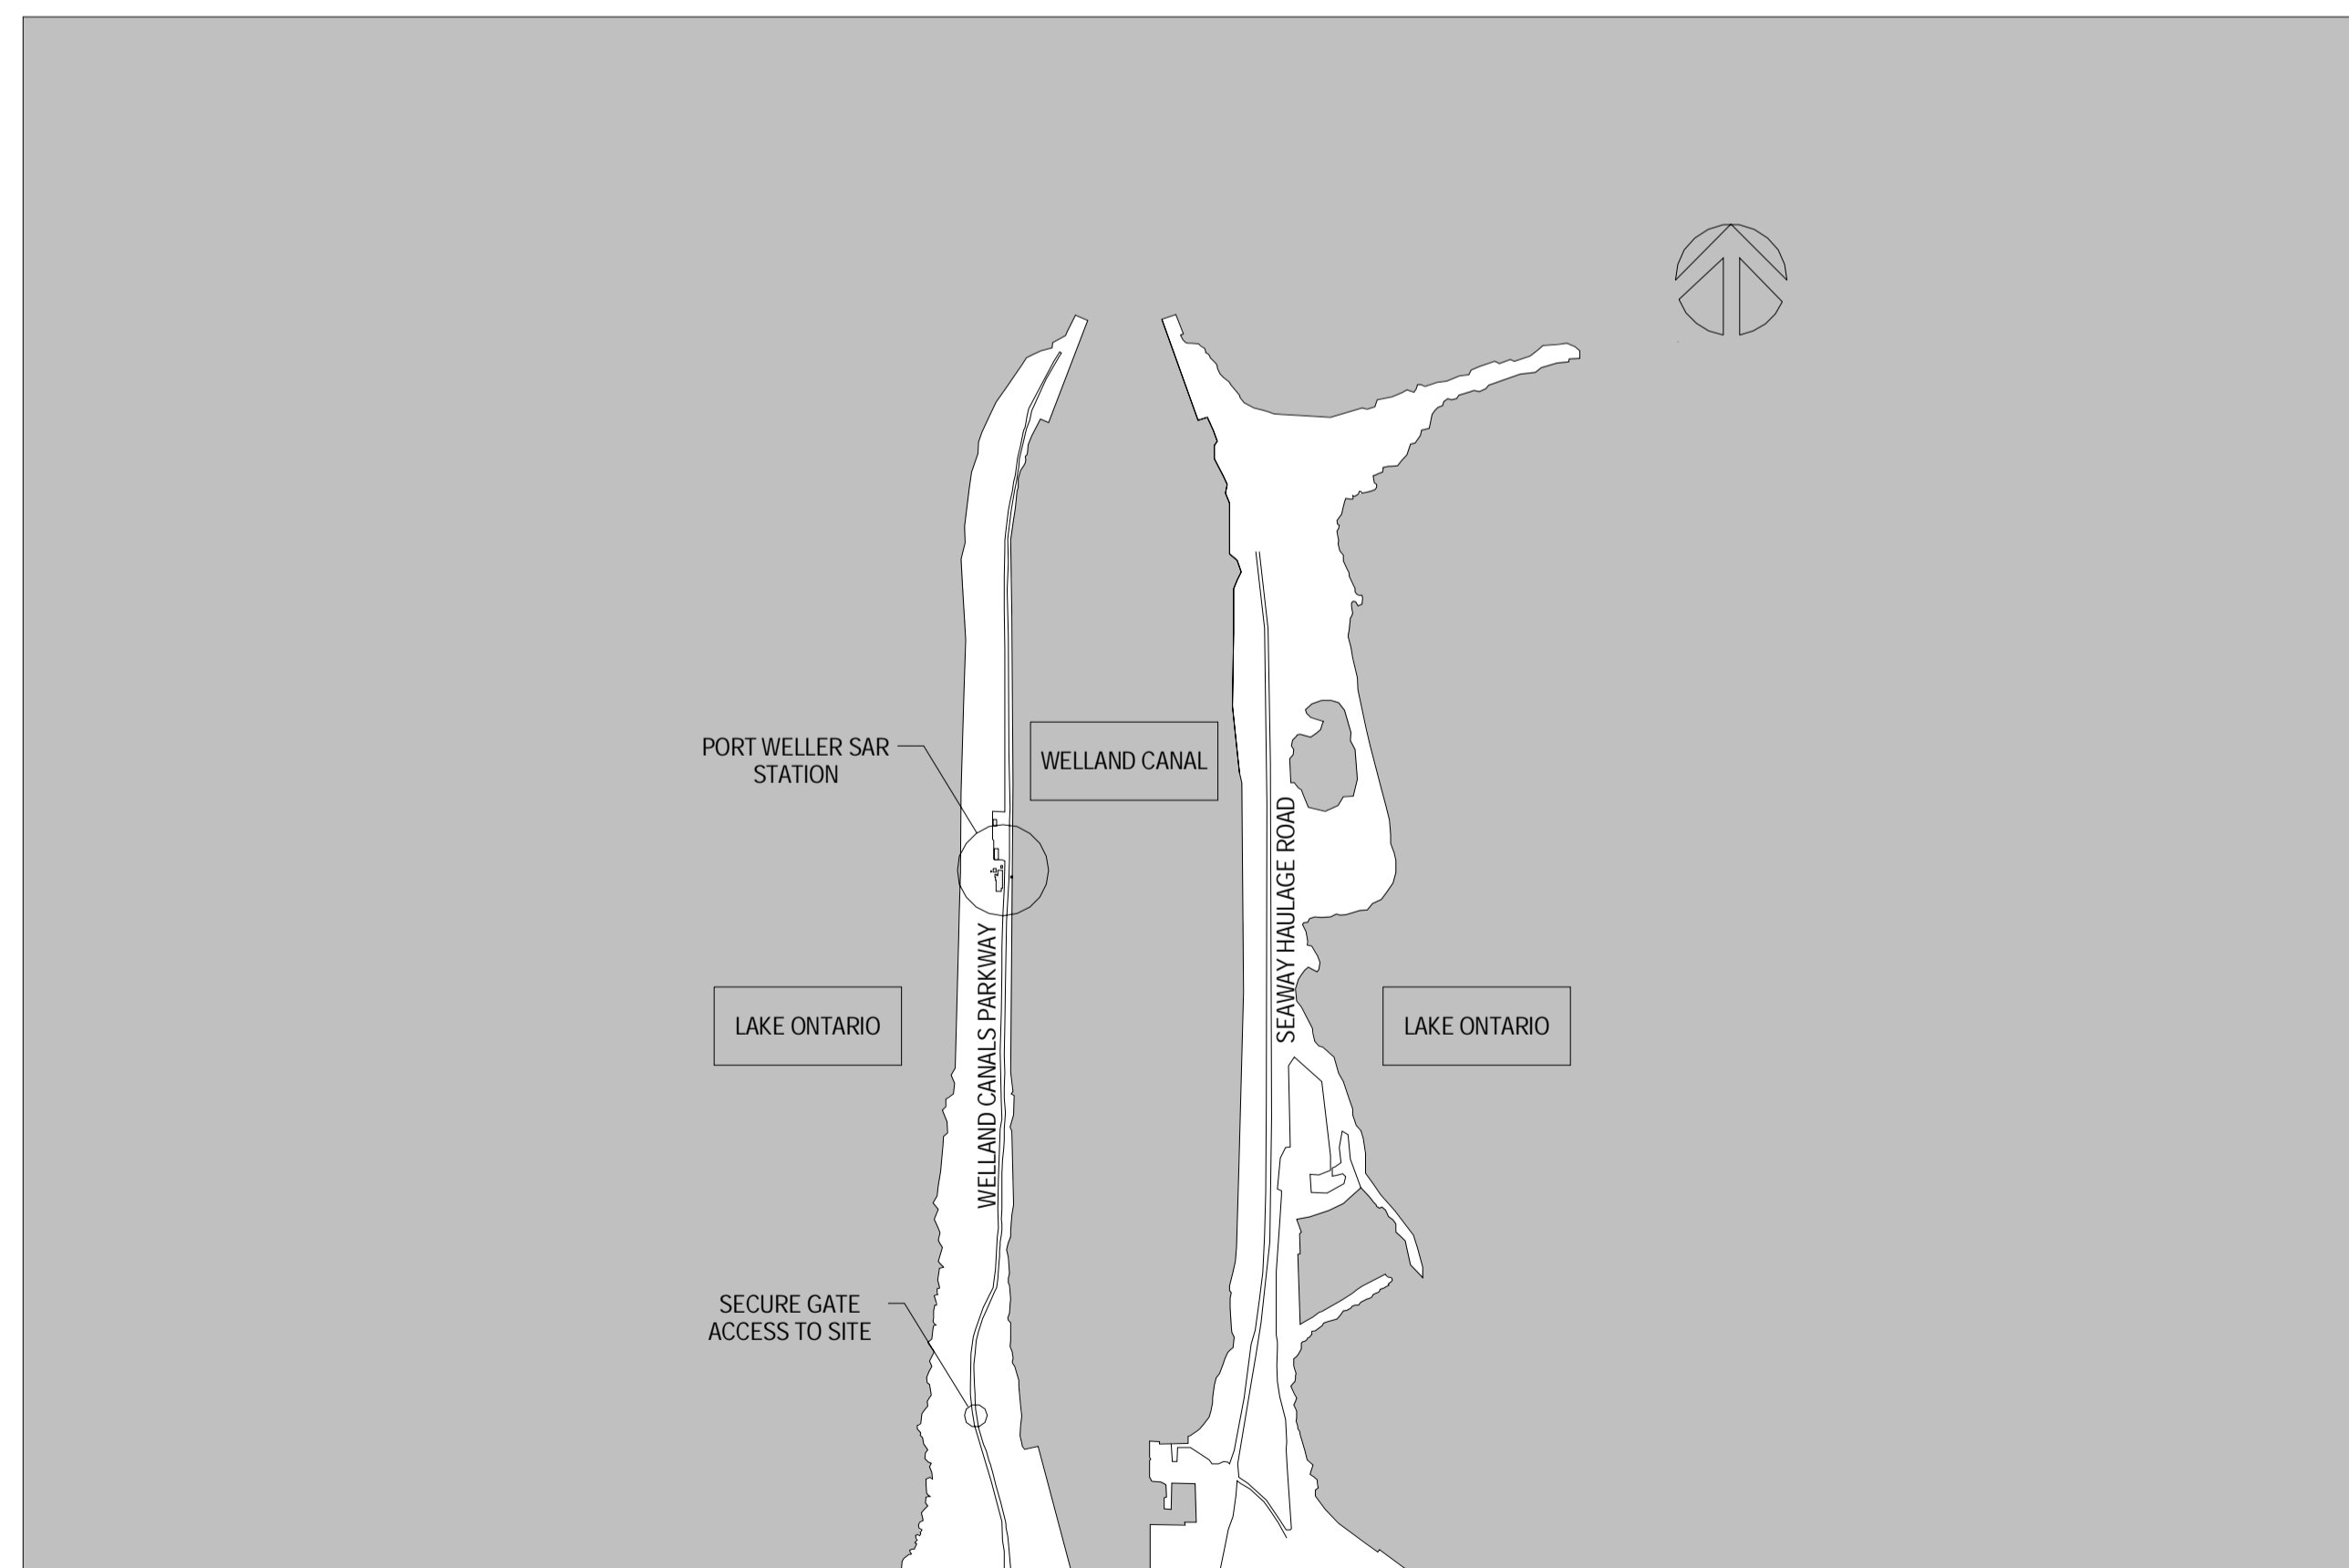 PORT WELLER SAR
STATION
WELLAND CANAL
SEAWAY HAULAGE ROAD
WELLAND CANALS PARKWAY
LAKE ONTARIO
LAKE ONTARIO
SECURE GATE
ACCESS TO SITE